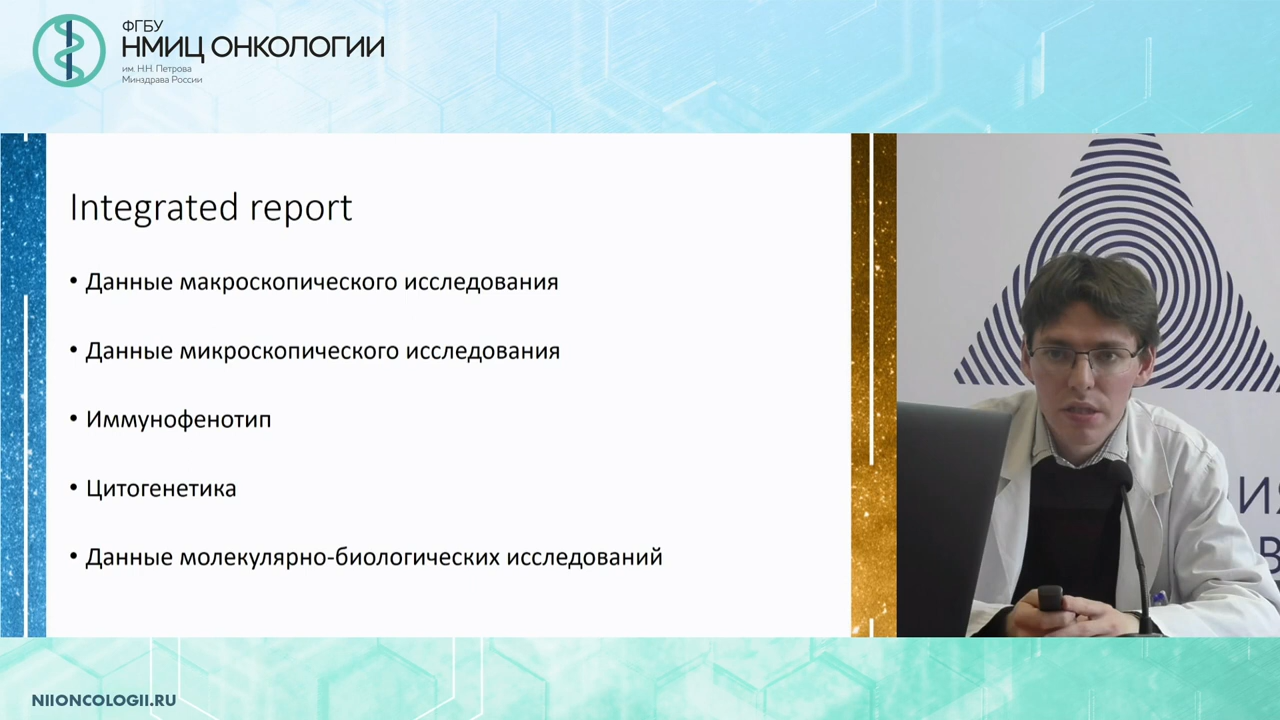 ФГБУ
НМИЦ ОНКОЛОГИИ
им. Н.Н. Петрова
Минздрава России
Integrated report
• Данные макроскопического исследования
• Данные микроскопического исследования
• Иммунофенотип
• Цитогенетика
• Данные молекулярно-биологических исследований
NIIONCOLOGII.RU